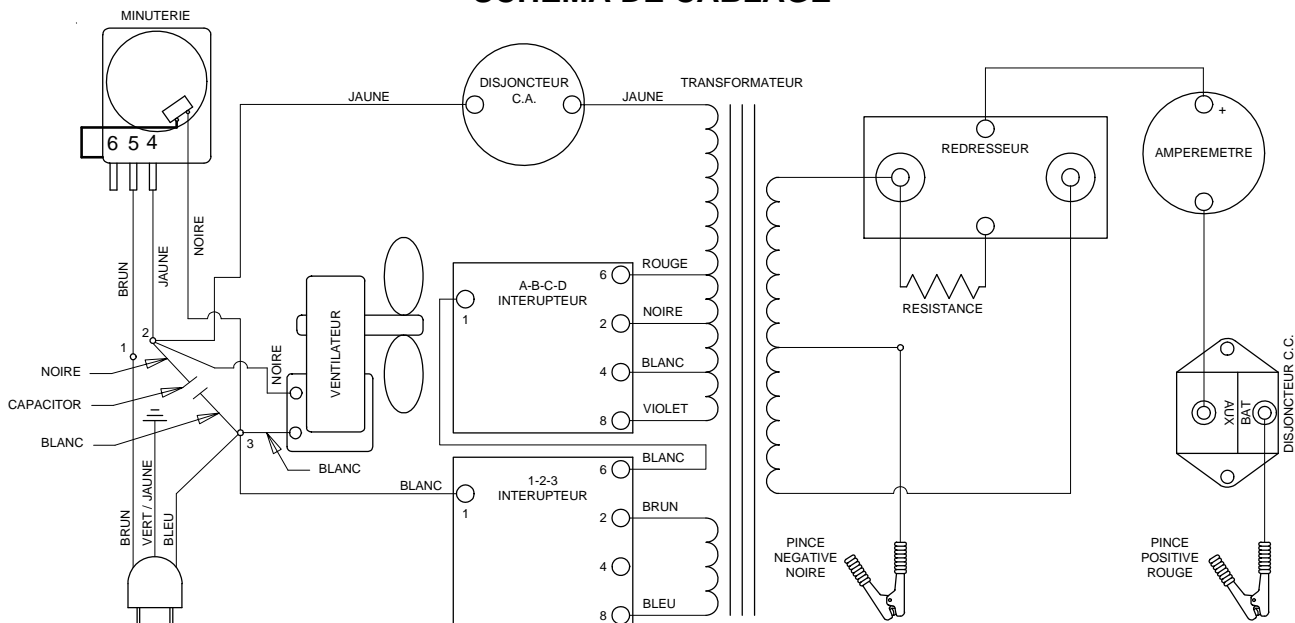 SCHEMA DE CABLAGE
MINUTERIE
6 5 4
JAUNE
DISJONCTEUR
C.A.
JAUNE
TRANSFORMATEUR
REDRESSEUR
+
AMPEREMETRE
BRUN
JAUNE
NOIRE
RESISTANCE
1
2
3
NOIRE
CAPACITOR
BLANC
NOIRE
VENTILATEUR
BLANC
A-B-C-D
INTERUPTEUR
1
6
ROUGE
2
NOIRE
4
BLANC
8
VIOLET
BLANC
1-2-3
INTERUPTEUR
1
6
BLANC
2
BRUN
4
8
BLEU
AUX
BAT
DISJONCTEUR C.C.
BRUN
VERT / JAUNE
BLEU
PINCE
NEGATIVE
NOIRE
PINCE
POSITIVE
ROUGE